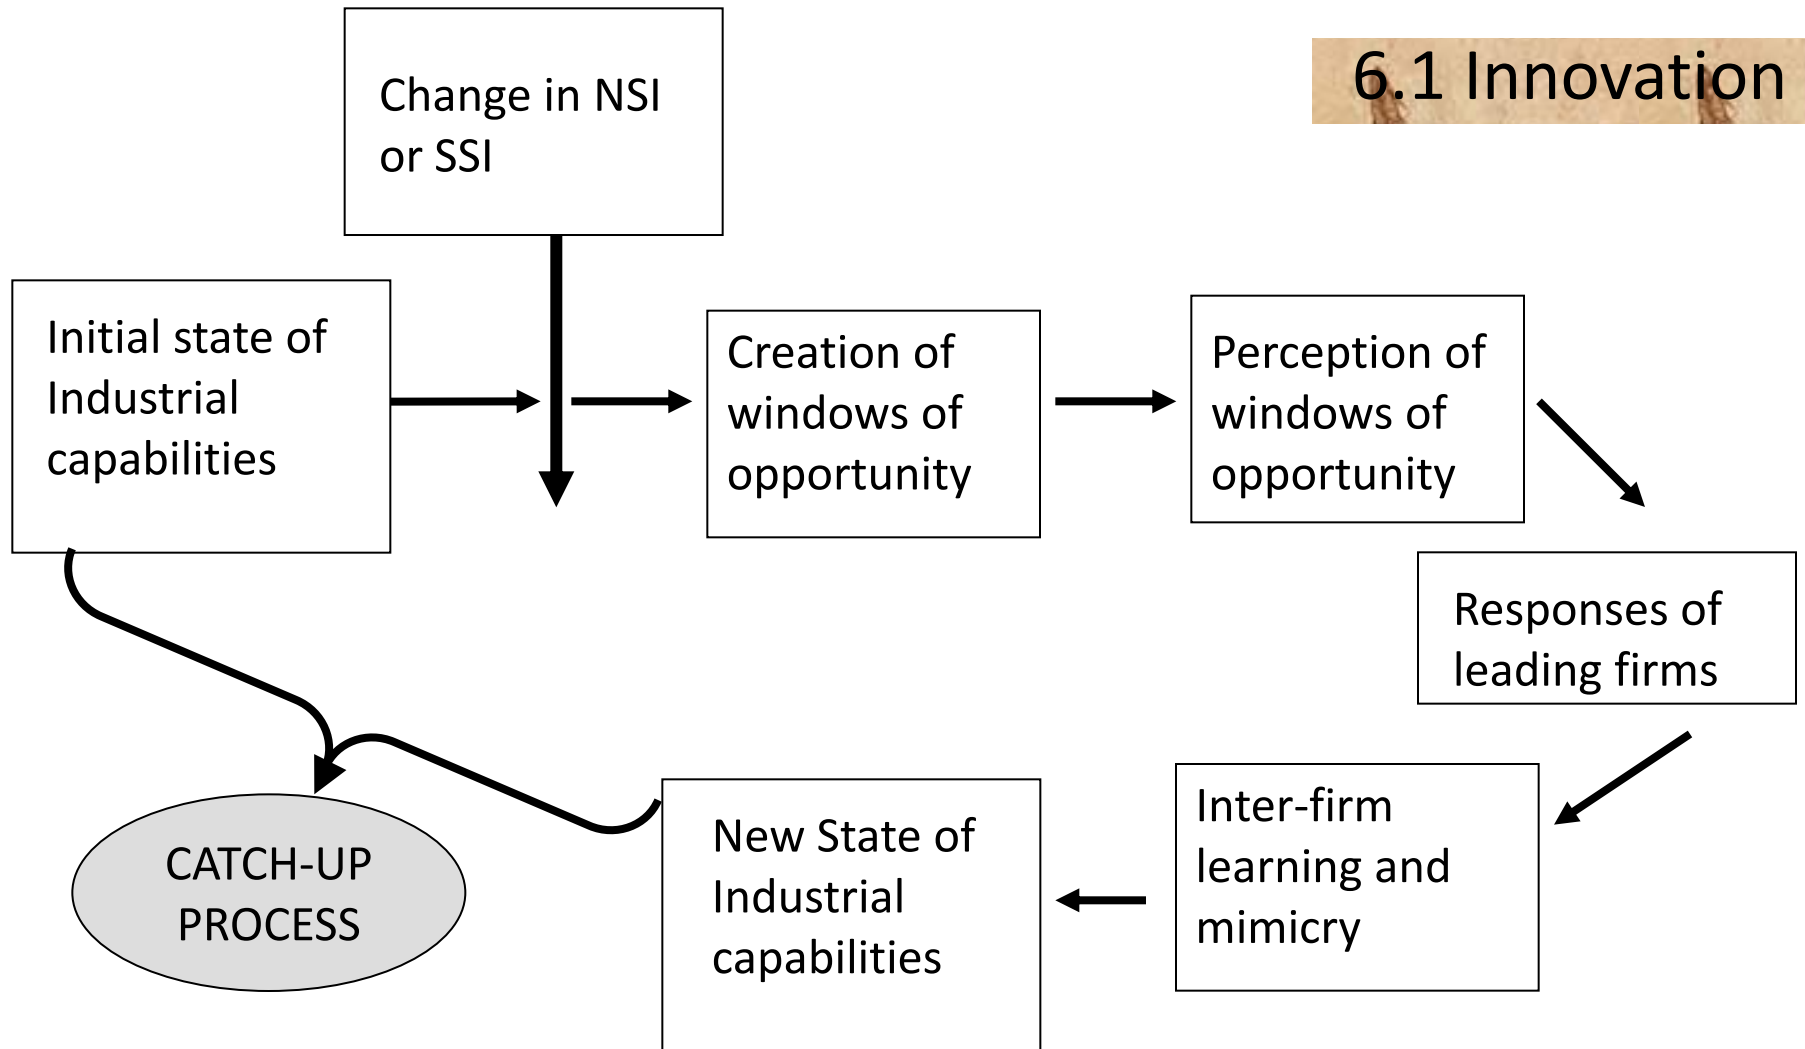 6.1 Innovation
Change in NSI
or SSI
Initial state of
Industrial
capabilities
Creation of
windows of
opportunity
Perception of
windows of
opportunity
Responses of
leading firms
Inter-firm
learning and
mimicry
New State of
Industrial
capabilities
CATCH-UP
PROCESS